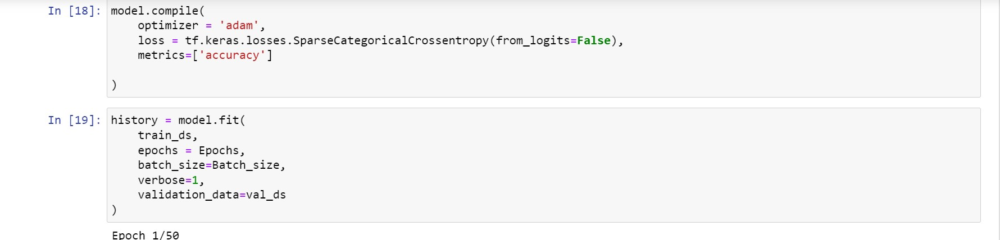 In [18]: model.compile(
    optimizer = 'adam',
    loss = tf.keras.losses.SparseCategoricalCrossentropy(from_logits=False),
    metrics=['accuracy']
)
In [19]: history = model.fit(
    train_ds,
    epochs = Epochs,
    batch_size=Batch_size,
    verbose=1,
    validation_data=val_ds
)
Epoch 1/50